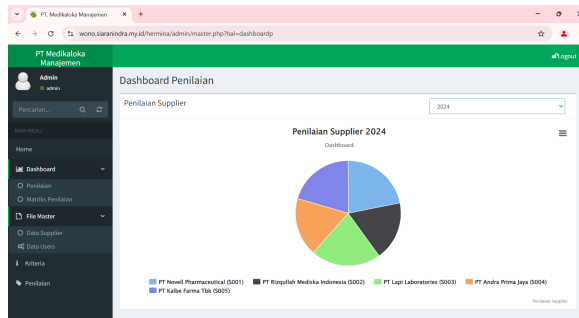 PT. Medikaloka Manajemen
wono.siaranindra.my.id/hermina/admin/master.php?hal=dashboardp
PT Medikaloka
Manajemen
Logout
Admin
admin
Pencarian...
MAIN MENU
Home
Dashboard
Penilaian
Matriks Penilaian
File Master
Data Supplier
Data Users
Kriteria
Penilaian
Dashboard Penilaian
Penilaian Supplier
2024
Penilaian Supplier 2024
Dashboard
PT Novell Pharmaceutical (S001) PT Rizqullah Mediska Indonesia (S002) PT Lapi Laboratories (S003) PT Andra Prima Jaya (S004)
PT Kalbe Farma Tbk (S005)
Penilaian Supplier